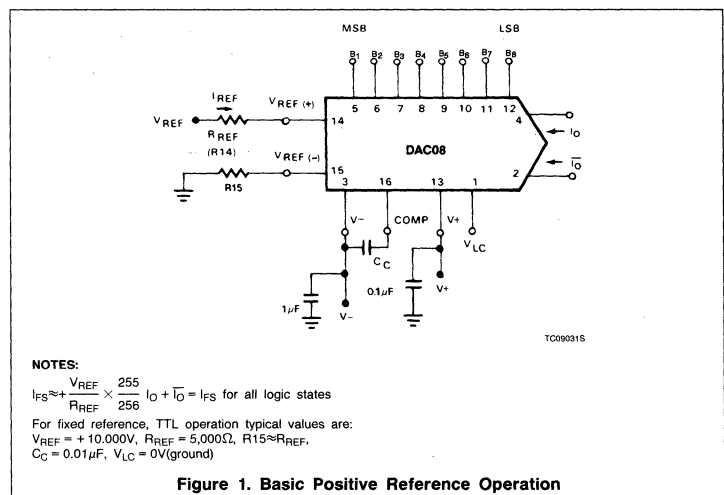 MSB LSB
B1 B2 B3 B4 B5 B6 B7 B8
5 6 7 8 9 10 11 12
IREF
VREF VREF (+) 14
4
IO
RREF
(R14)
DAC08
VREF (-) 15
R15
2
IO
3 16 13 1
V- COMP V+
VLC
CC
1μF
0.1μF
V-
V+
TC09031S
NOTES:
IFS≈+ VREF/RREF × 255/256 IO + IO = IFS for all logic states
For fixed reference, TTL operation typical values are:
VREF = + 10.000V, RREF = 5,000Ω, R15≈RREF,
CC = 0.01μF, VLC = 0V(ground)
Figure 1. Basic Positive Reference Operation